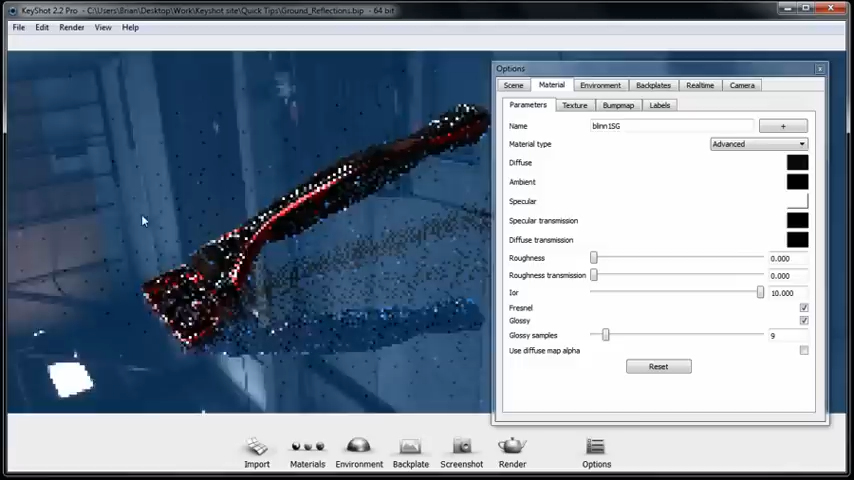 KeyShot 2.2 Pro - C:\Users\Brian\Desktop\Work\Keyshot site\Quick Tips\Ground_Reflections.bip - 64 bit
File Edit Render View Help
Options
Scene Material Environment Backplates Realtime Camera
Parameters Texture Bumpmap Labels
Name blinn1SG +
Material type Advanced
Diffuse
Ambient
Specular
Specular transmission
Diffuse transmission
Roughness 0.000
Roughness transmission 0.000
Ior 10.000
Fresnel
Glossy
Glossy samples 9
Use diffuse map alpha
Reset
Import Materials Environment Backplate Screenshot Render Options